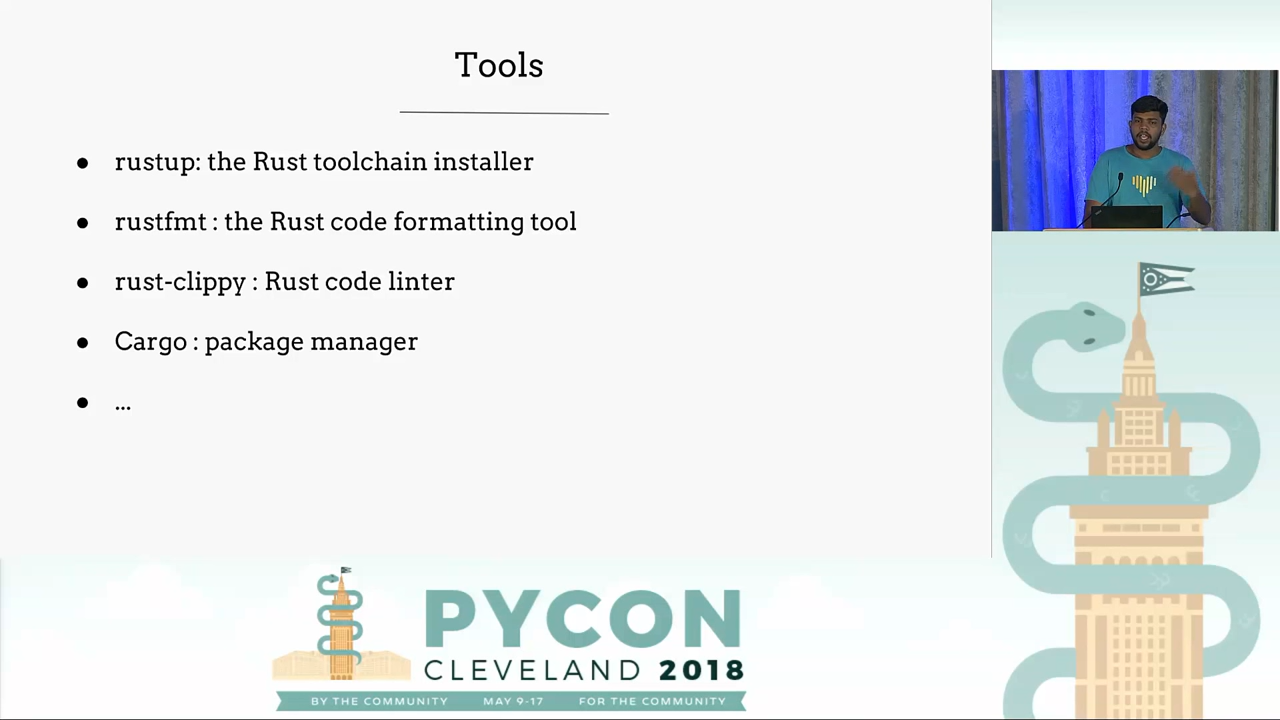 Tools
● rustup: the Rust toolchain installer
● rustfmt : the Rust code formatting tool
● rust-clippy : Rust code linter
● Cargo : package manager
● ...
PYCON
CLEVELAND 2018
BY THE COMMUNITY MAY 9-17 FOR THE COMMUNITY